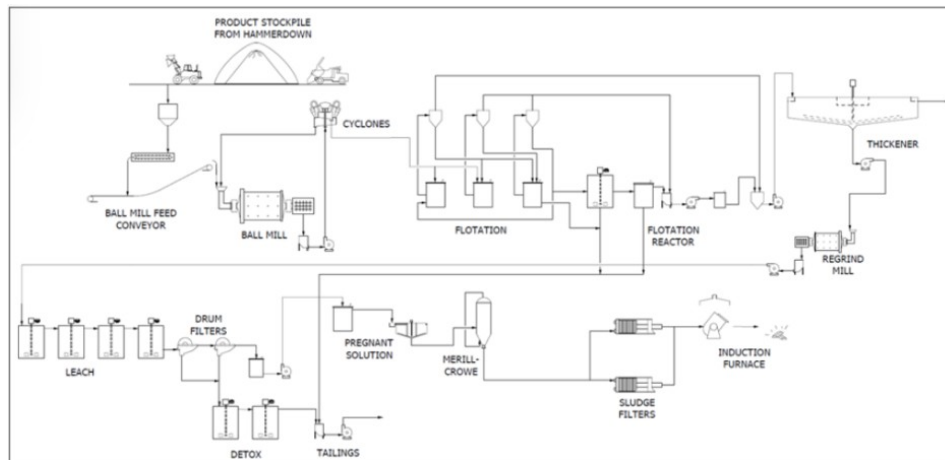 PRODUCT STOCKPILE
FROM HAMMERDOWN
CYCLONES
THICKENER
BALL MILL FEED
CONVEYOR
BALL MILL
FLOTATION
FLOTATION
REACTOR
REGRIND
MILL
DRUM
FILTERS
LEACH
PREGNANT
SOLUTION
MERILL-
CROWE
SLUDGE
FILTERS
INDUCTION
FURNACE
DETOX
TAILINGS